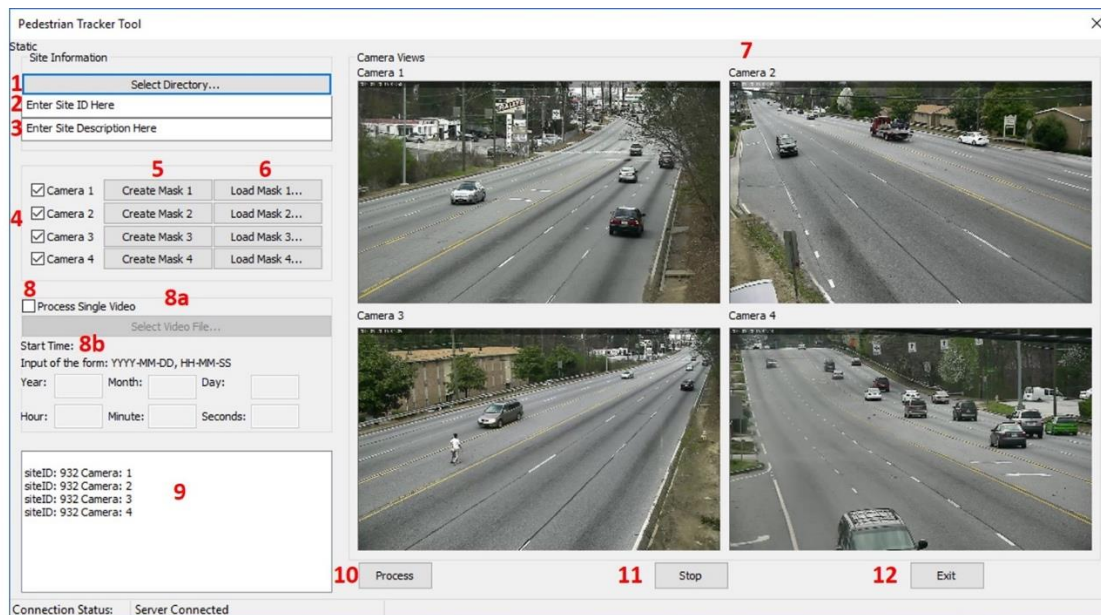 Pedestrian Tracker Tool
Static
Site Information
1 Select Directory...
2 Enter Site ID Here
3 Enter Site Description Here
5 6
Camera 1 Create Mask 1 Load Mask 1...
4 Camera 2 Create Mask 2 Load Mask 2...
Camera 3 Create Mask 3 Load Mask 3...
Camera 4 Create Mask 4 Load Mask 4...
8 8a
Process Single Video
Select Video File...
Start Time: 8b
Input of the form: YYYY-MM-DD, HH-MM-SS
Year: Month: Day:
Hour: Minute: Seconds:
siteID: 932 Camera: 1
siteID: 932 Camera: 2
siteID: 932 Camera: 3
siteID: 932 Camera: 4
9
7
Camera Views
Camera 1 Camera 2
Camera 3 Camera 4
10 Process 11 Stop 12 Exit
Connection Status: Server Connected